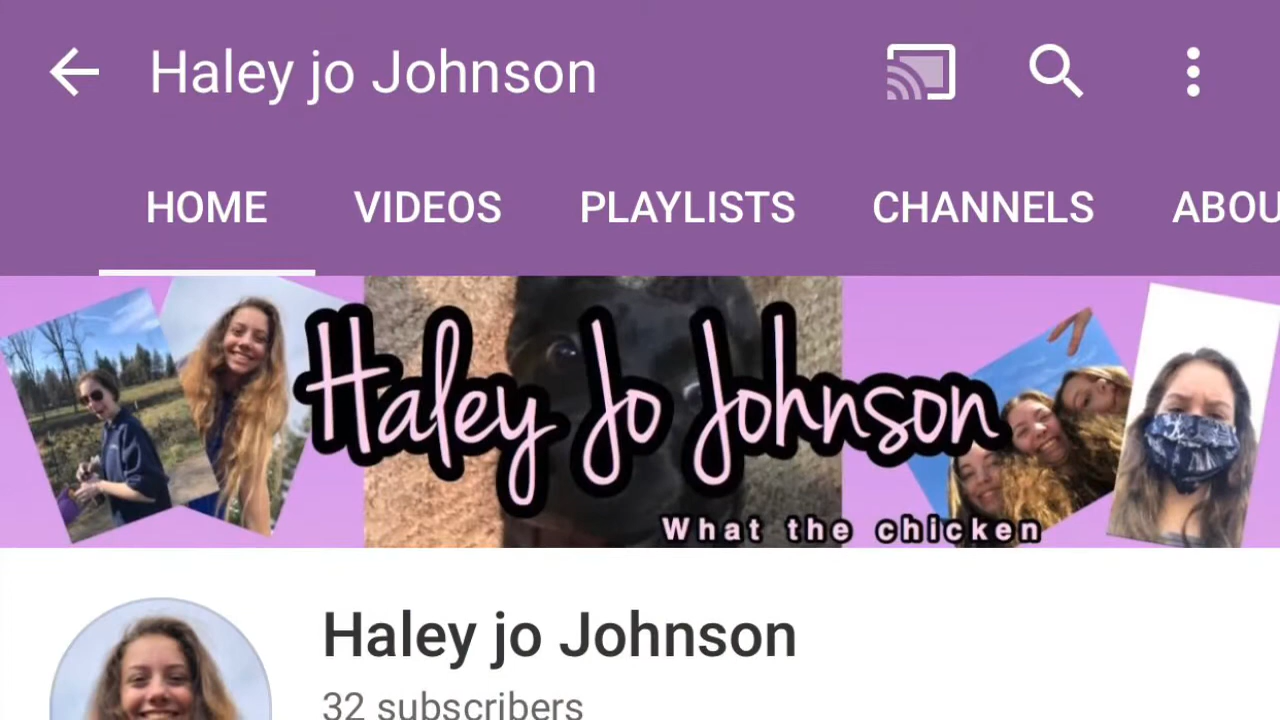 Haley jo Johnson
HOME VIDEOS PLAYLISTS CHANNELS ABOU
Haley Jo Johnson
What the chicken
Haley jo Johnson
32 subscribers